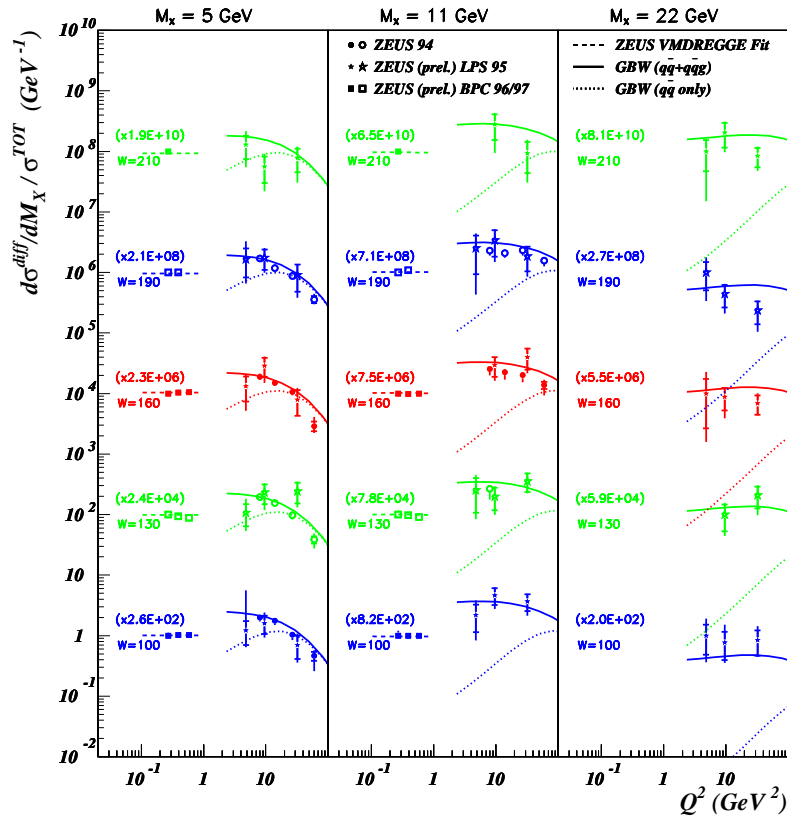 M_x = 5 GeV M_x = 11 GeV M_x = 22 GeV
dσ^diff/dM_X / σ^TOT (GeV^-1)
10^10
10^9
10^8
10^7
10^6
10^5
10^4
10^3
10^2
10
1
10^-1
10^-2
ZEUS 94
ZEUS (prel.) LPS 95
ZEUS (prel.) BPC 96/97
ZEUS VMDREGGE Fit
GBW (qq̄+qq̄g)
GBW (qq̄ only)
(x1.9E+10) (x6.5E+10) (x8.1E+10)
W=210 W=210 W=210
(x2.1E+08) (x7.1E+08) (x2.7E+08)
W=190 W=190 W=190
(x2.3E+06) (x7.5E+06) (x5.5E+06)
W=160 W=160 W=160
(x2.4E+04) (x7.8E+04) (x5.9E+04)
W=130 W=130 W=130
(x2.6E+02) (x8.2E+02) (x2.0E+02)
W=100 W=100 W=100
10^-1 1 10 10^-1 1 10 10^-1 1 10
Q^2 (GeV^2)